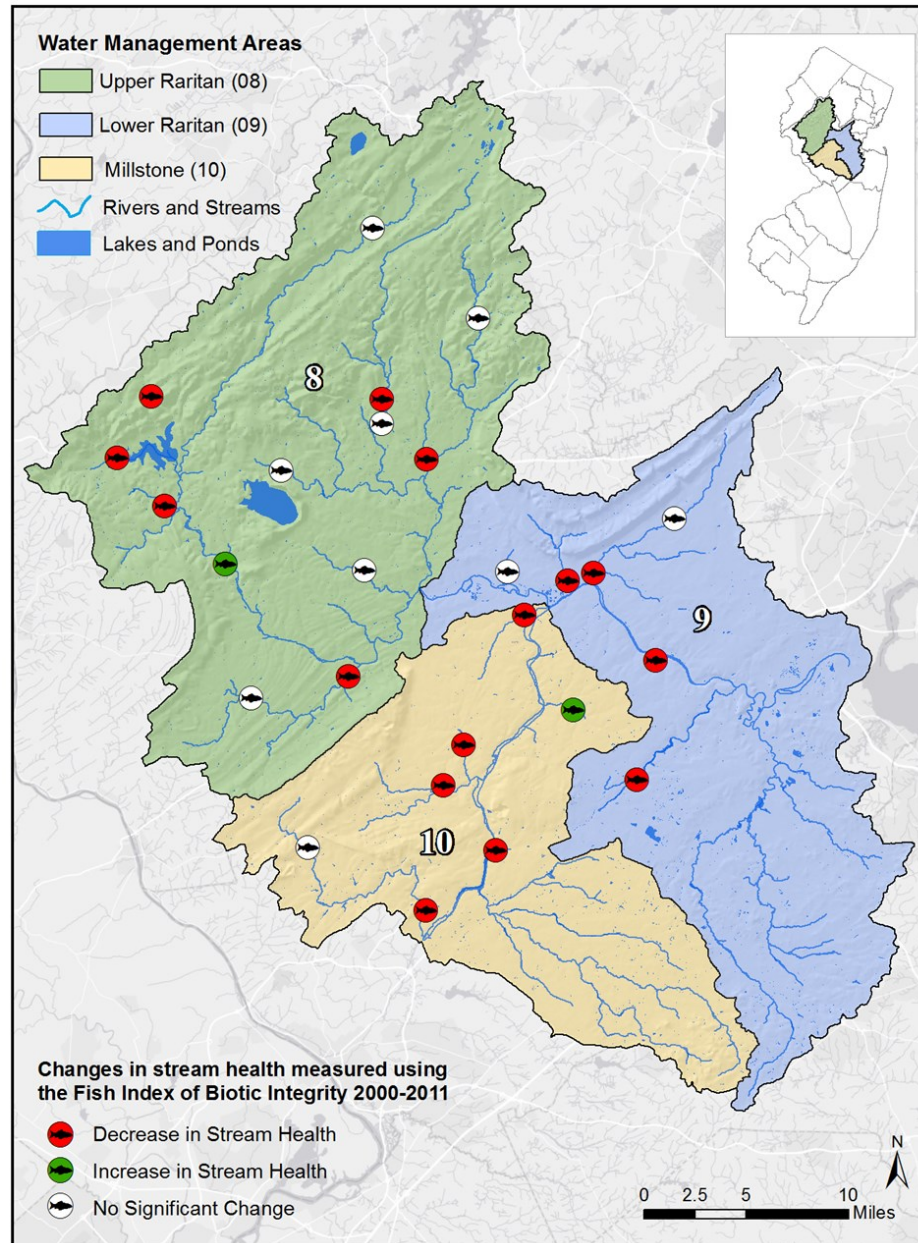 Water Management Areas
Upper Raritan (08)
Lower Raritan (09)
Millstone (10)
Rivers and Streams
Lakes and Ponds
8
9
10
Changes in stream health measured using
the Fish Index of Biotic Integrity 2000-2011
Decrease in Stream Health
Increase in Stream Health
No Significant Change
N
0 2.5 5 10
Miles